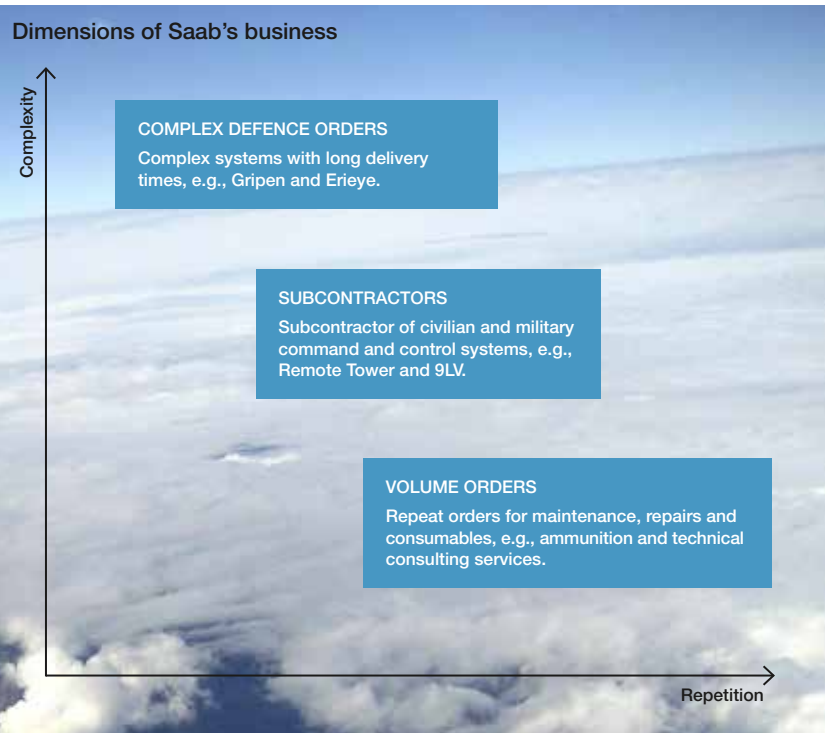 Dimensions of Saab's business
Complexity
COMPLEX DEFENCE ORDERS
Complex systems with long delivery
times, e.g., Gripen and Erieye.
SUBCONTRACTORS
Subcontractor of civilian and military
command and control systems, e.g.,
Remote Tower and 9LV.
VOLUME ORDERS
Repeat orders for maintenance, repairs and
consumables, e.g., ammunition and technical
consulting services.
Repetition